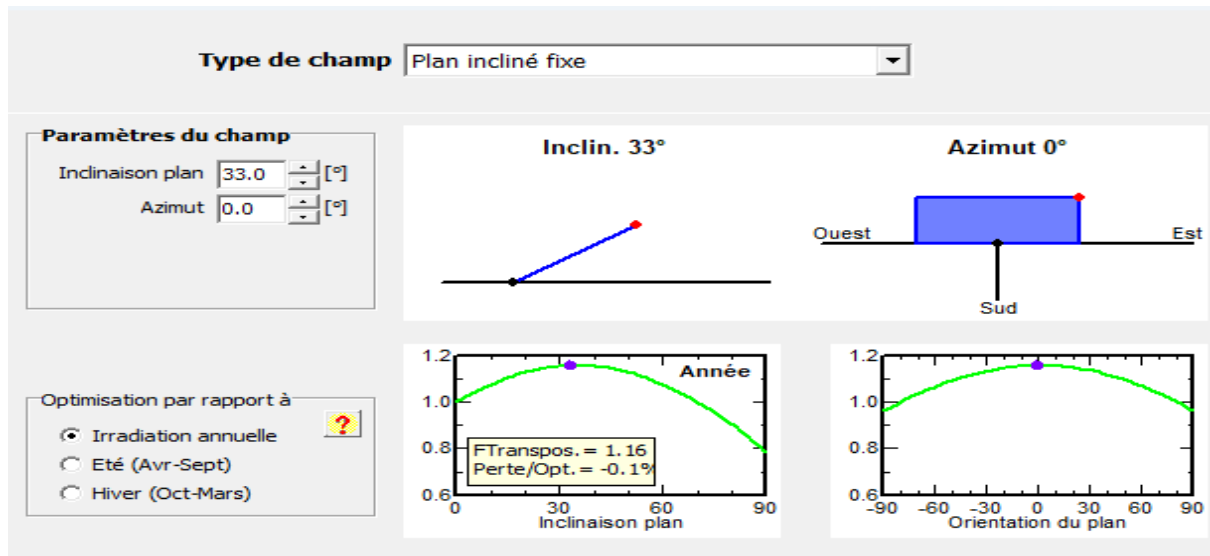 Type de champ Plan incliné fixe
Paramètres du champ
Inclinaison plan 33.0 [°]
Azimut 0.0 [°]
Inclin. 33°
Azimut 0°
Ouest Est
Sud
Optimisation par rapport à
?
Irradiation annuelle
Eté (Avr-Sept)
Hiver (Oct-Mars)
1.2
1.0
0.8
0.6
Année
FTranspos.= 1.16
Perte/Opt.= -0.1%
0 30 60 90
Inclinaison plan
1.2
1.0
0.8
0.6
-90 -60 -30 0 30 60 90
Orientation du plan